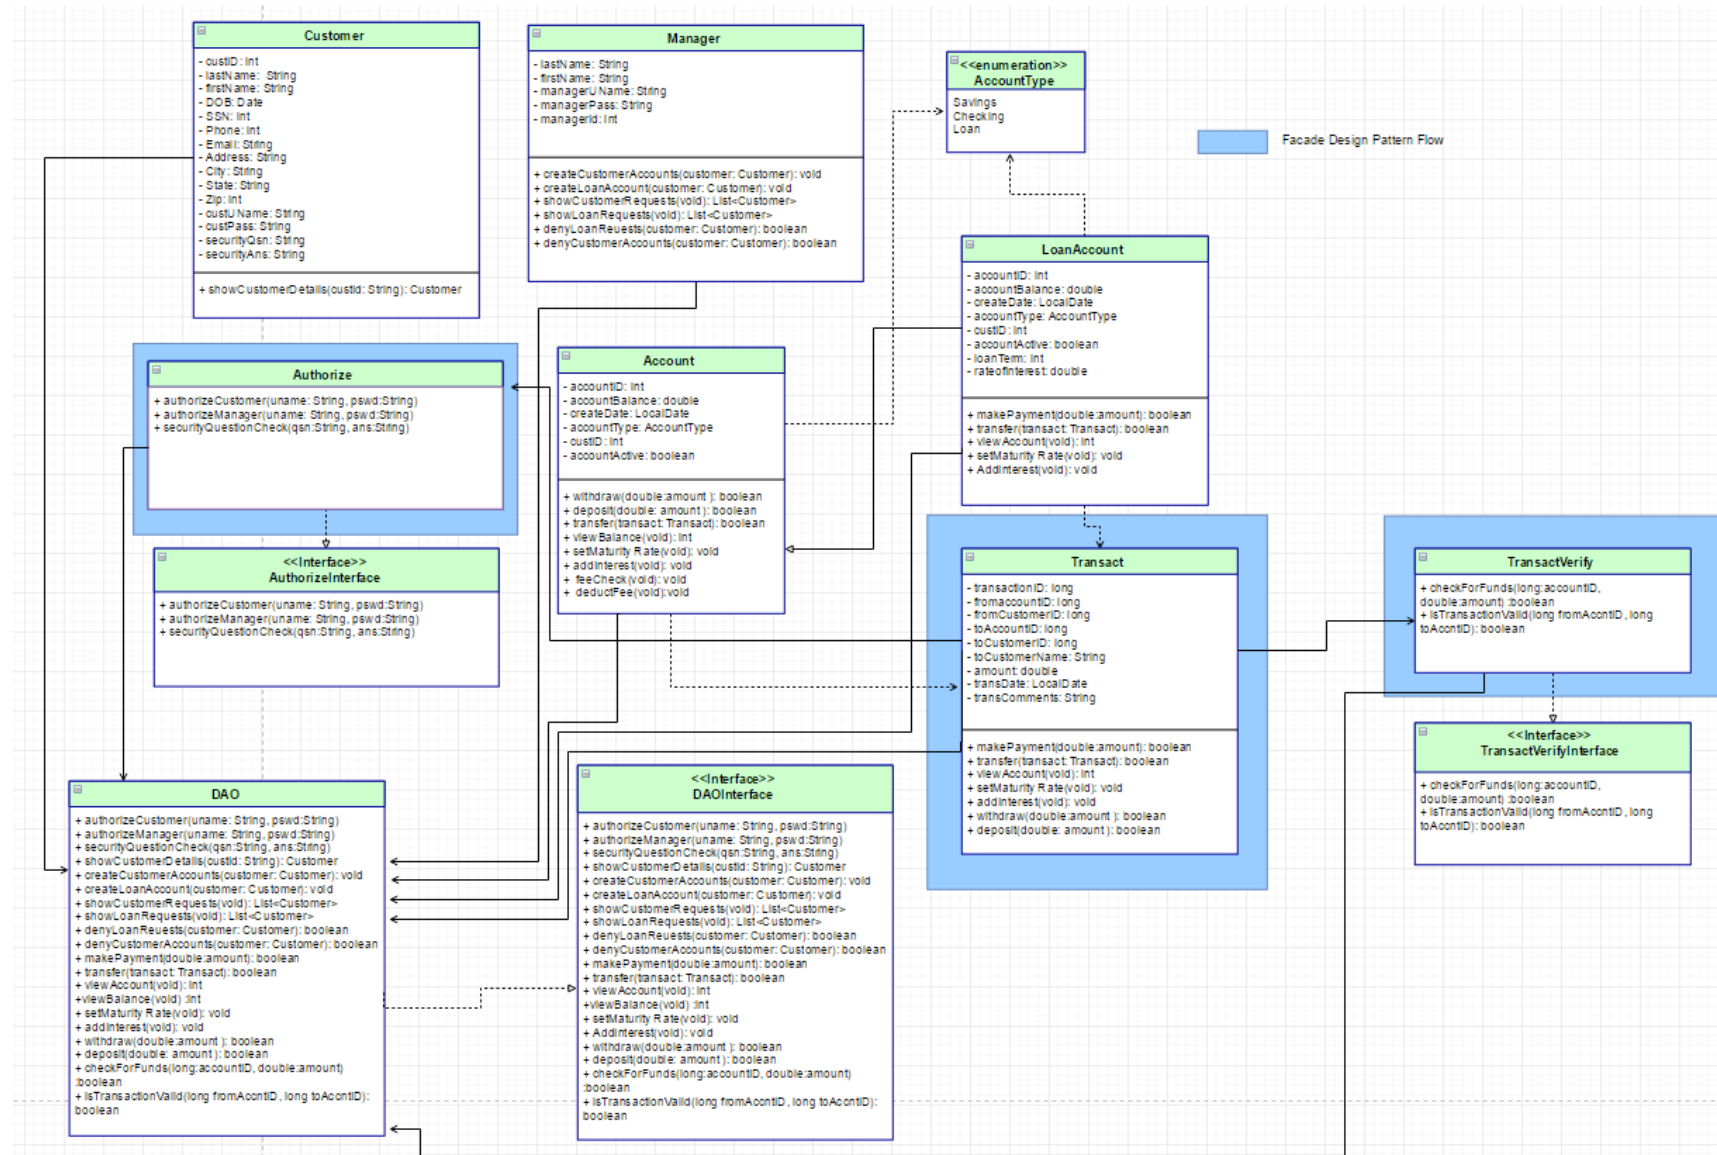 Customer
- custID: int
- lastName: String
- firstName: String
- DOB: Date
- SSN: int
- Phone: int
- Email: String
- Address: String
- City: String
- State: String
- Zip: int
- custUName: String
- custPass: String
- securityQsn: String
- securityAns: String
+ showCustomerDetails(custid: String): Customer
Manager
- lastName: String
- firstName: String
- managerUName: String
- managerPass: String
- managerId: int
+ createCustomerAccounts(customer: Customer): void
+ createLoanAccount(customer: Customer): void
+ showCustomerRequests(void): List<Customer>
+ showLoanRequests(void): List<Customer>
+ denyLoanReuests(customer: Customer): boolean
+ denyCustomerAccounts(customer: Customer): boolean
<<enumeration>>
AccountType
Savings
Checking
Loan
Facade Design Pattern Flow
LoanAccount
- accountID: int
- accountBalance: double
- createDate: LocalDate
- accountType: AccountType
- custID: int
- accountActive: boolean
- loanTerm: int
- rateofInterest: double
+ makePayment(double:amount): boolean
+ transfer(transact: Transact): boolean
+ viewAccount(void): int
+ setMaturity Rate(void): void
+ AddInterest(void): void
Authorize
+ authorizeCustomer(uname: String, pswd:String)
+ authorizeManager(uname: String, pswd:String)
+ securityQuestionCheck(qsn:String, ans:String)
Account
- accountID: int
- accountBalance: double
- createDate: LocalDate
- accountType: AccountType
- custID: int
- accountActive: boolean
+ withdraw(double:amount ): boolean
+ deposit(double: amount ): boolean
+ transfer(transact: Transact): boolean
+ viewBalance(void): int
+ setMaturity Rate(void): void
+ addInterest(void): void
+ feeCheck(void): void
+ deductFee(void):void
<<Interface>>
AuthorizeInterface
+ authorizeCustomer(uname: String, pswd:String)
+ authorizeManager(uname: String, pswd:String)
+ securityQuestionCheck(qsn:String, ans:String)
Transact
- transactionID: long
- fromaccountID: long
- fromCustomerID: long
- toAccountID: long
- toCustomerID: long
- toCustomerName: String
- amount: double
- transDate: LocalDate
- transComments: String
+ makePayment(double:amount): boolean
+ transfer(transact: Transact): boolean
+ viewAccount(void): int
+ setMaturity Rate(void): void
+ addInterest(void): void
+ withdraw(double:amount ): boolean
+ deposit(double: amount ): boolean
TransactVerify
+ checkForFunds(long:accountID,
double:amount) :boolean
+ isTransactionValid(long fromAccntID, long
toAccntID): boolean
<<Interface>>
TransactVerifyInterface
+ checkForFunds(long:accountID,
double:amount) :boolean
+ isTransactionValid(long fromAccntID, long
toAccntID): boolean
DAO
+ authorizeCustomer(uname: String, pswd:String)
+ authorizeManager(uname: String, pswd:String)
+ securityQuestionCheck(qsn:String, ans:String)
+ showCustomerDetails(custid: String): Customer
+ createCustomerAccounts(customer: Customer): void
+ createLoanAccount(customer: Customer): void
+ showCustomerRequests(void): List<Customer>
+ showLoanRequests(void): List<Customer>
+ denyLoanReuests(customer: Customer): boolean
+ denyCustomerAccounts(customer: Customer): boolean
+ makePayment(double:amount): boolean
+ transfer(transact: Transact): boolean
+ viewAccount(void): int
+viewBalance(void) :int
+ setMaturity Rate(void): void
+ addInterest(void): void
+ withdraw(double:amount ): boolean
+ deposit(double: amount ): boolean
+ checkForFunds(long:accountID, double:amount)
:boolean
+ isTransactionValid(long fromAccntID, long toAccntID):
boolean
<<Interface>>
DAOInterface
+ authorizeCustomer(uname: String, pswd:String)
+ authorizeManager(uname: String, pswd:String)
+ securityQuestionCheck(qsn:String, ans:String)
+ showCustomerDetails(custid: String): Customer
+ createCustomerAccounts(customer: Customer): void
+ createLoanAccount(customer: Customer): void
+ showCustomerRequests(void): List<Customer>
+ showLoanRequests(void): List<Customer>
+ denyLoanReuests(customer: Customer): boolean
+ denyCustomerAccounts(customer: Customer): boolean
+ makePayment(double:amount): boolean
+ transfer(transact: Transact): boolean
+ viewAccount(void): int
+viewBalance(void) :int
+ setMaturity Rate(void): void
+ AddInterest(void): void
+ withdraw(double:amount ): boolean
+ deposit(double: amount ): boolean
+ checkForFunds(long:accountID, double:amount)
:boolean
+ isTransactionValid(long fromAccntID, long toAccntID):
boolean